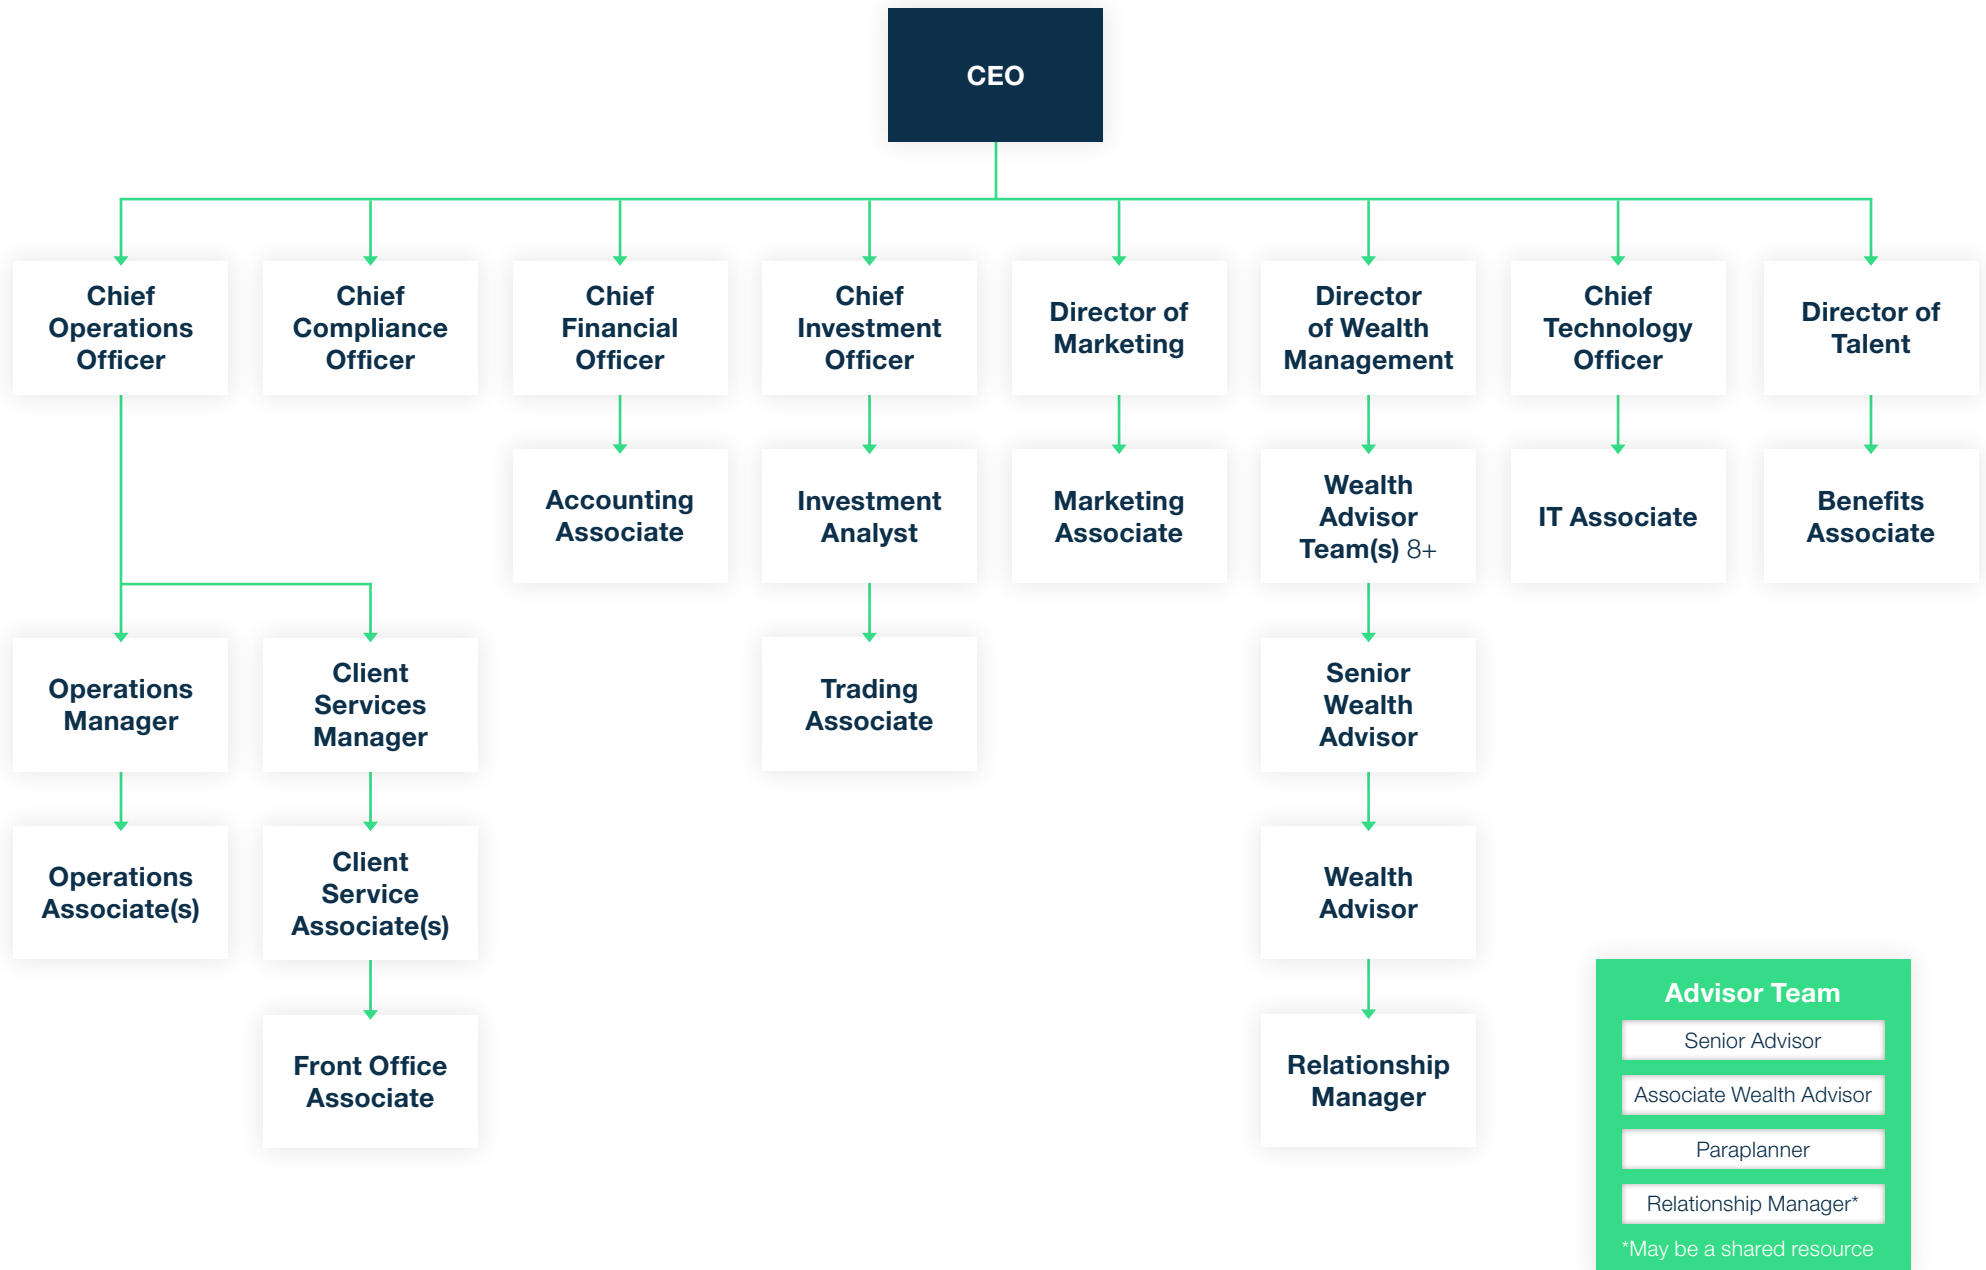 CEO
Chief
Operations
Officer
Chief
Compliance
Officer
Chief
Financial
Officer
Chief
Investment
Officer
Director of
Marketing
Director
of Wealth
Management
Chief
Technology
Officer
Director of
Talent
Accounting
Associate
Investment
Analyst
Marketing
Associate
Wealth
Advisor
Team(s) 8+
IT Associate
Benefits
Associate
Operations
Manager
Client
Services
Manager
Trading
Associate
Senior
Wealth
Advisor
Operations
Associate(s)
Client
Service
Associate(s)
Wealth
Advisor
Front Office
Associate
Relationship
Manager
Advisor Team
Senior Advisor
Associate Wealth Advisor
Paraplanner
Relationship Manager*
*May be a shared resource